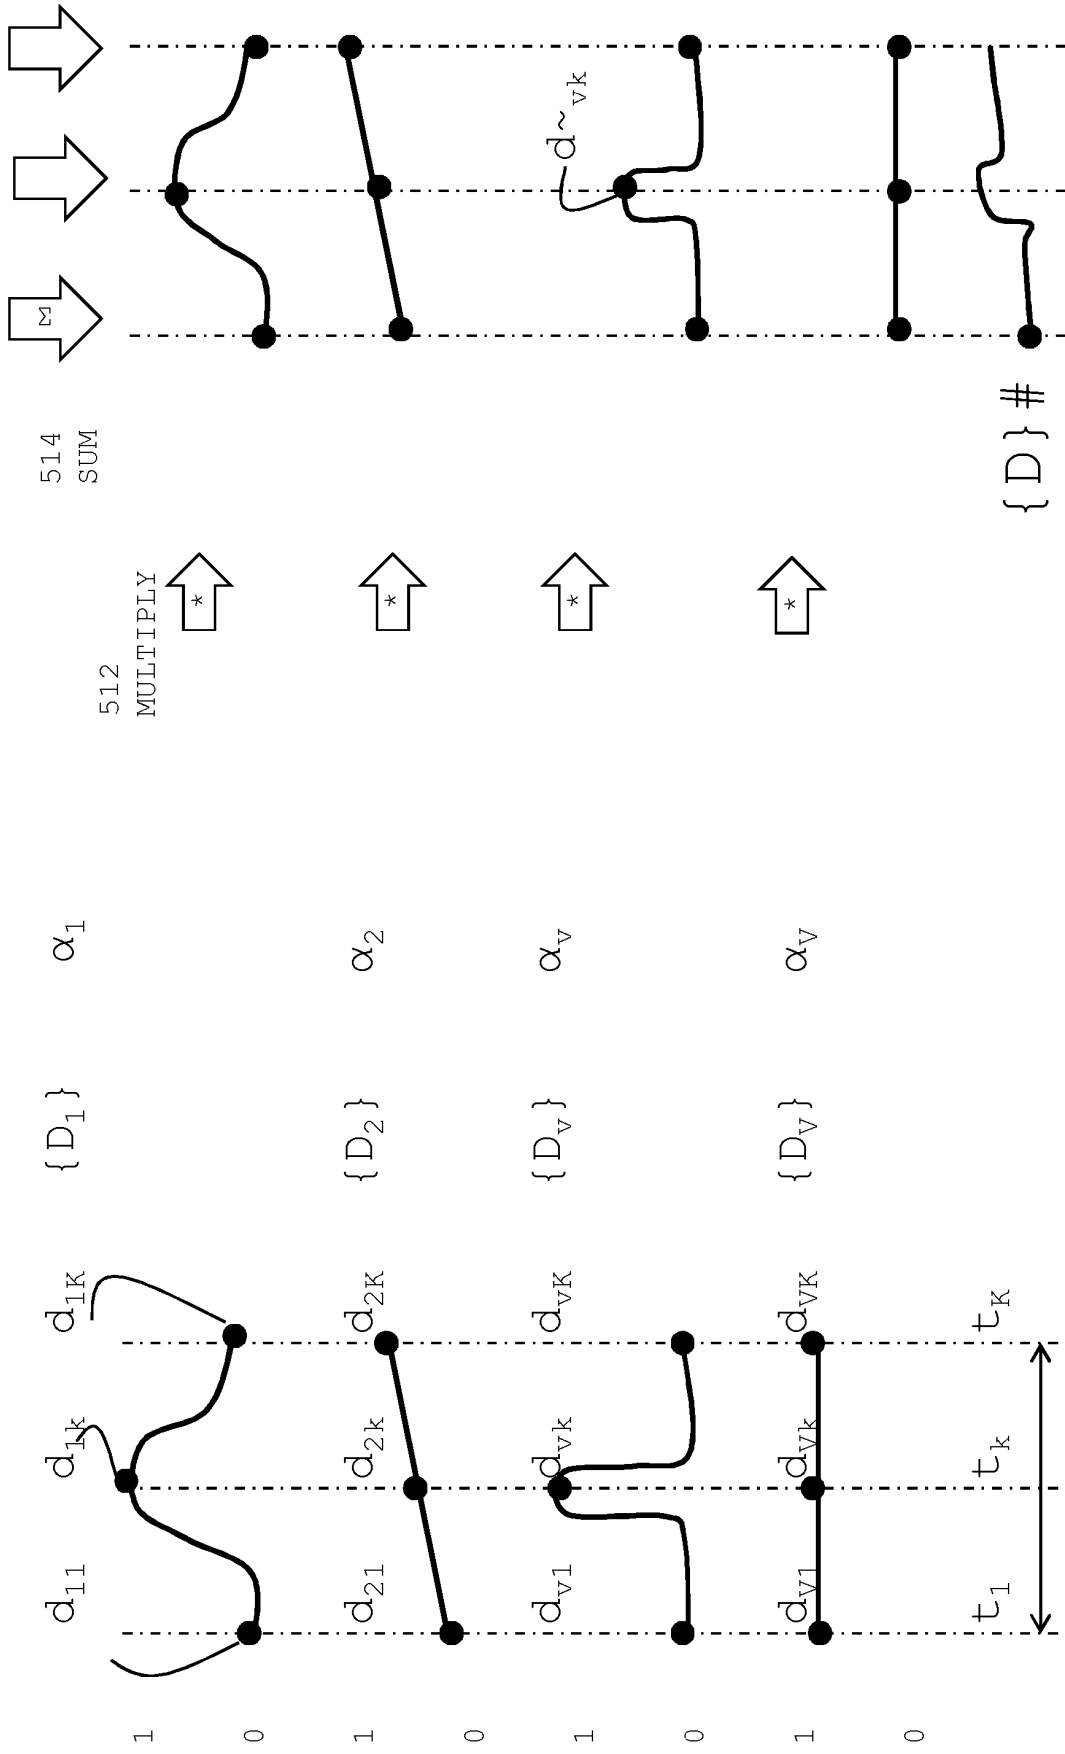 d11 d1k d1K {D1} α1 514 Σ
SUM
512
1 MULTIPLY
*
0
1 d21 d2k d2K {D2} α2 *
0
dv1 dvk dvK {Dv} αv d~vk
1 *
0
1 dV1 dVk dVK {DV} αV *
0
t1 tk tK {D}#